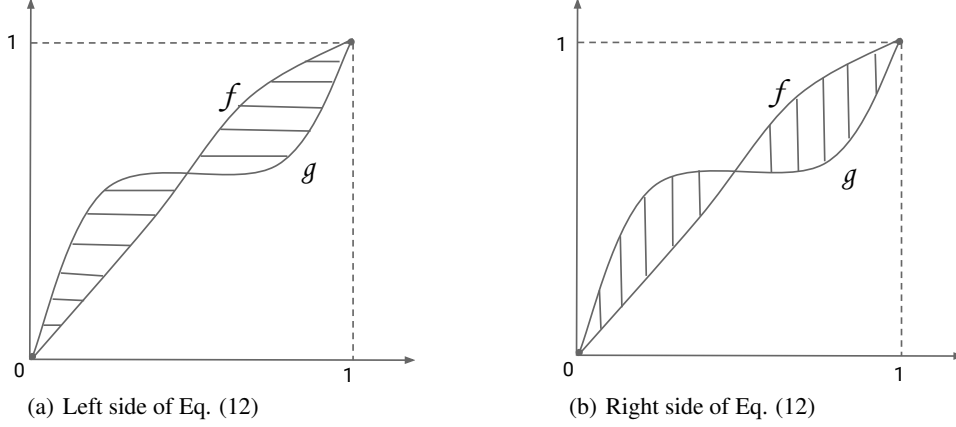 1
1
f
f
g
g
0
1
0
1
(a) Left side of Eq. (12)
(b) Right side of Eq. (12)